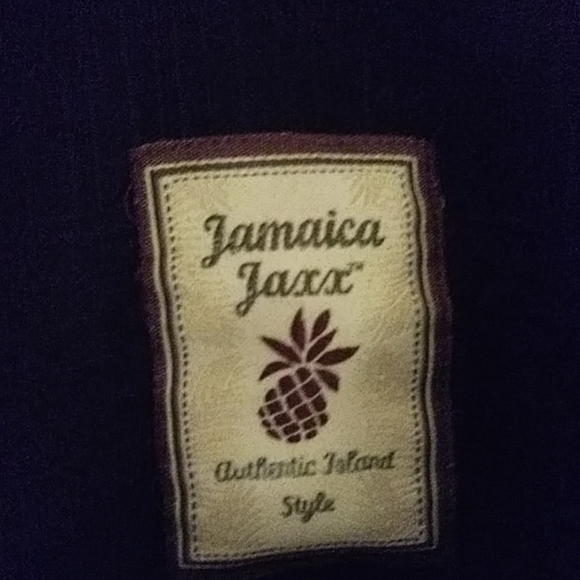 Jamaica
Jaxx™
Authentic Island
Style